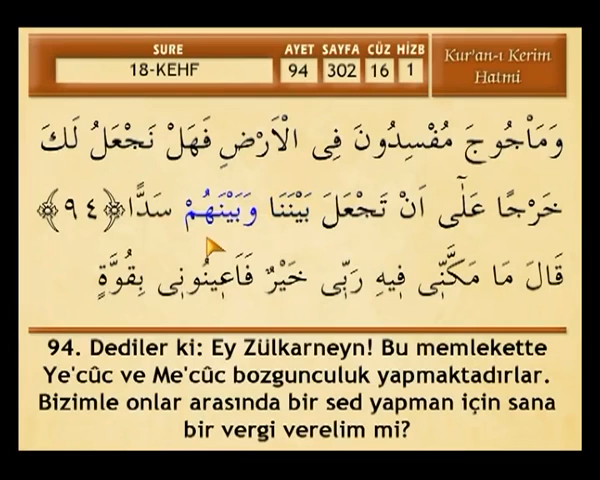 SURE AYET SAYFA CÜZ HİZB
18-KEHF 94 302 16 1
Kur'an-ı Kerim
Hatmi
وَمَاْجُوجَ مُفْسِدُونَ فِى الْاَرْضِ فَهَلْ نَجْعَلُ لَكَ
خَرْجًا عَلٰٓى اَنْ تَجْعَلَ بَيْنَنَا وَبَيْنَهُمْ سَدًّا ﴿٩٤﴾
قَالَ مَا مَكَّنّٖى فٖيهِ رَبّٖى خَيْرٌ فَاَعٖينُونٖى بِقُوَّةٍ
94. Dediler ki: Ey Zülkarneyn! Bu memlekette
Ye'cûc ve Me'cûc bozgunculuk yapmaktadırlar.
Bizimle onlar arasında bir sed yapman için sana
bir vergi verelim mi?